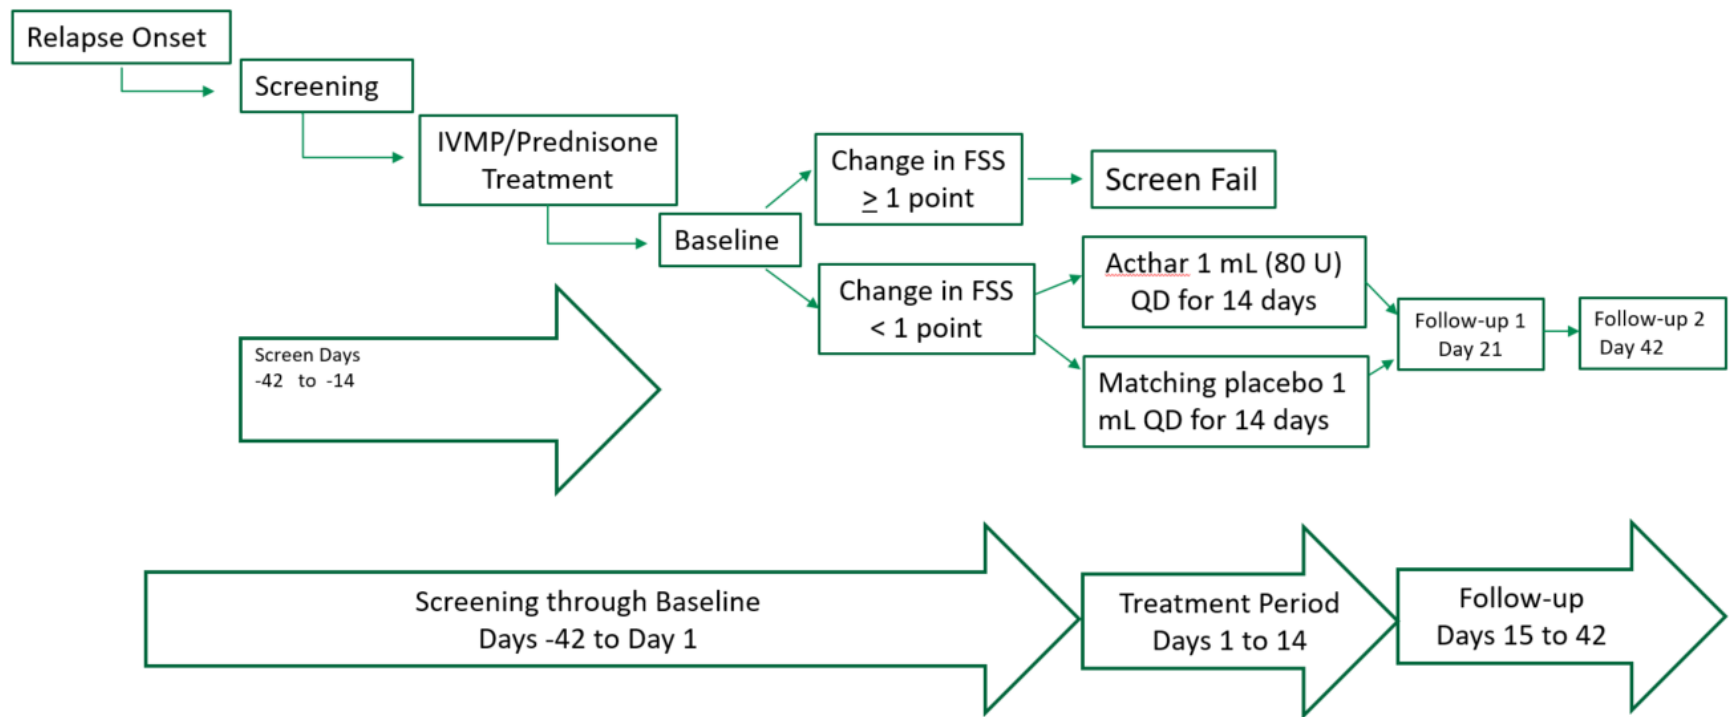 Relapse Onset
Screening
IVMP/Prednisone
Treatment
Baseline
Change in FSS
≥ 1 point
Screen Fail
Change in FSS
< 1 point
Acthar 1 mL (80 U)
QD for 14 days
Matching placebo 1
mL QD for 14 days
Follow-up 1
Day 21
Follow-up 2
Day 42
Screen Days
-42 to -14
Screening through Baseline
Days -42 to Day 1
Treatment Period
Days 1 to 14
Follow-up
Days 15 to 42